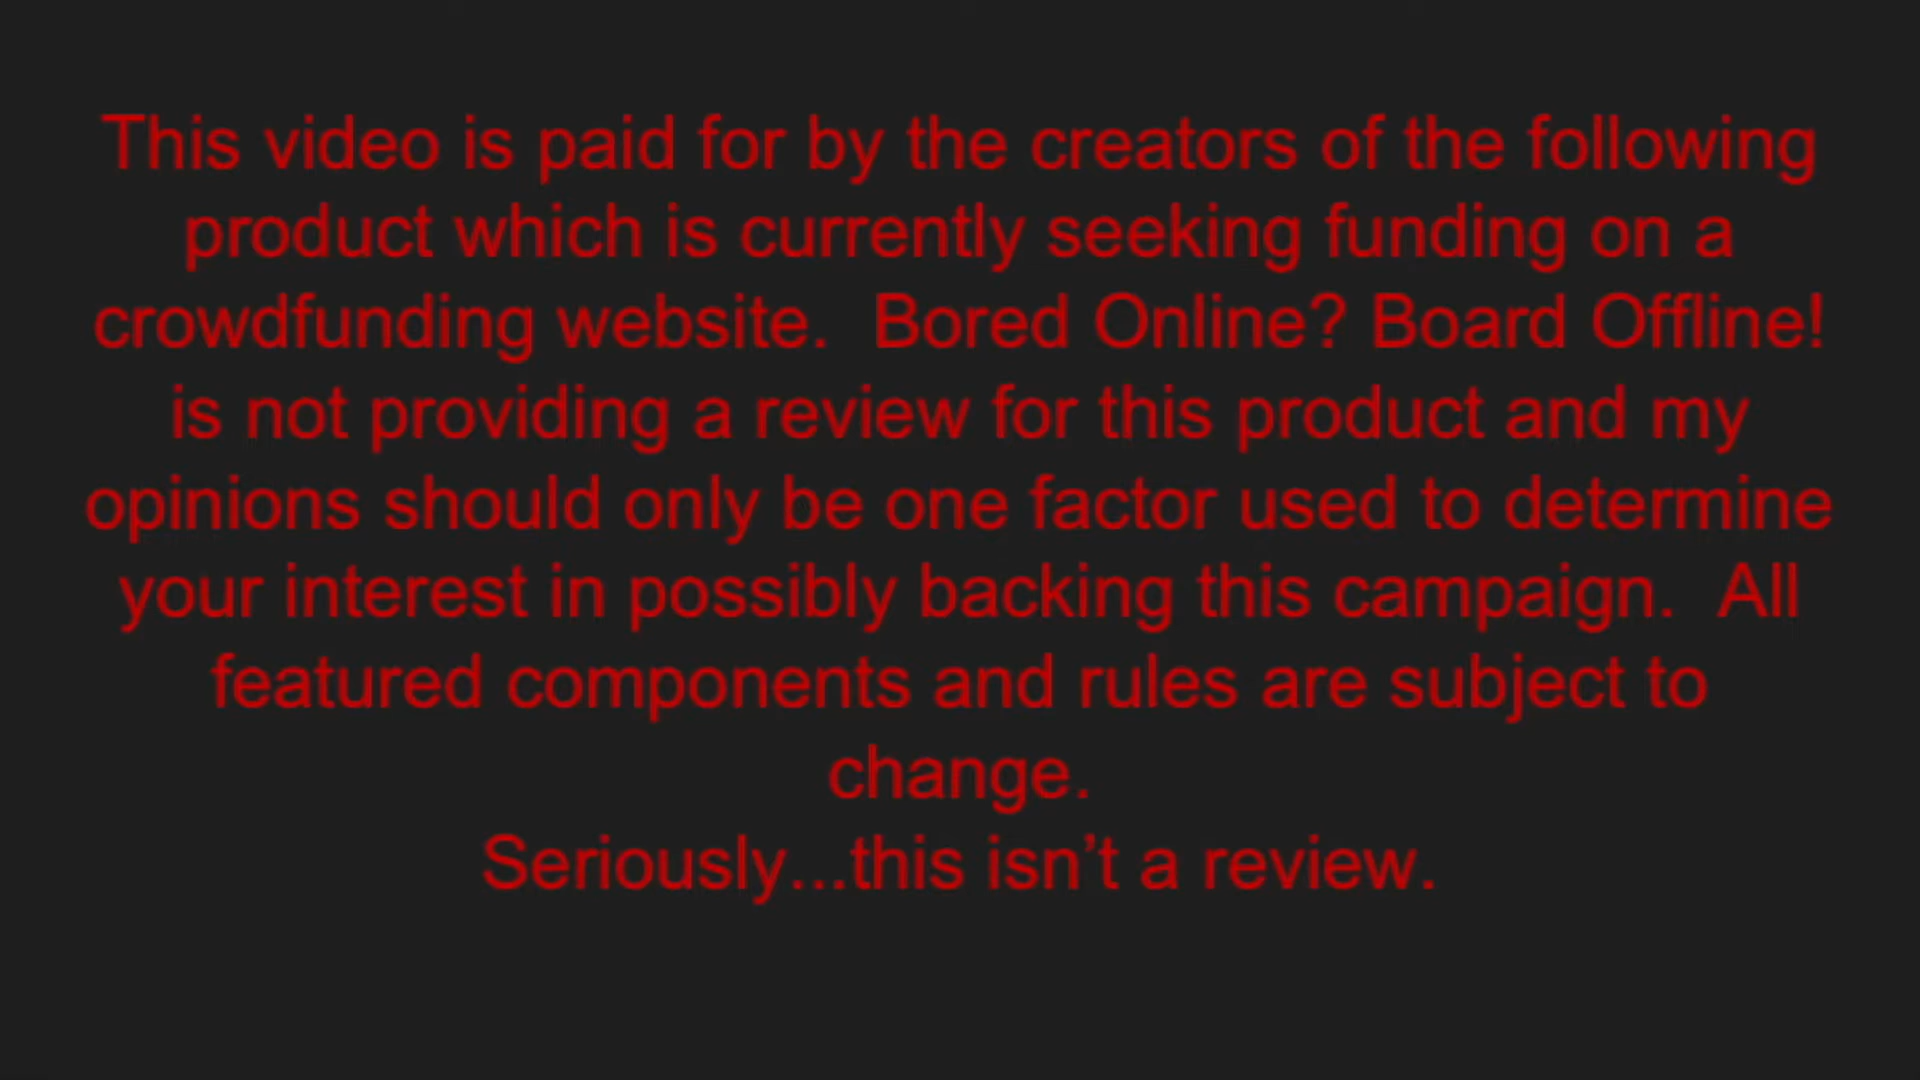 This video is paid for by the creators of the following
product which is currently seeking funding on a
crowdfunding website.  Bored Online? Board Offline!
is not providing a review for this product and my
opinions should only be one factor used to determine
your interest in possibly backing this campaign.  All
featured components and rules are subject to
change.
Seriously...this isn’t a review.